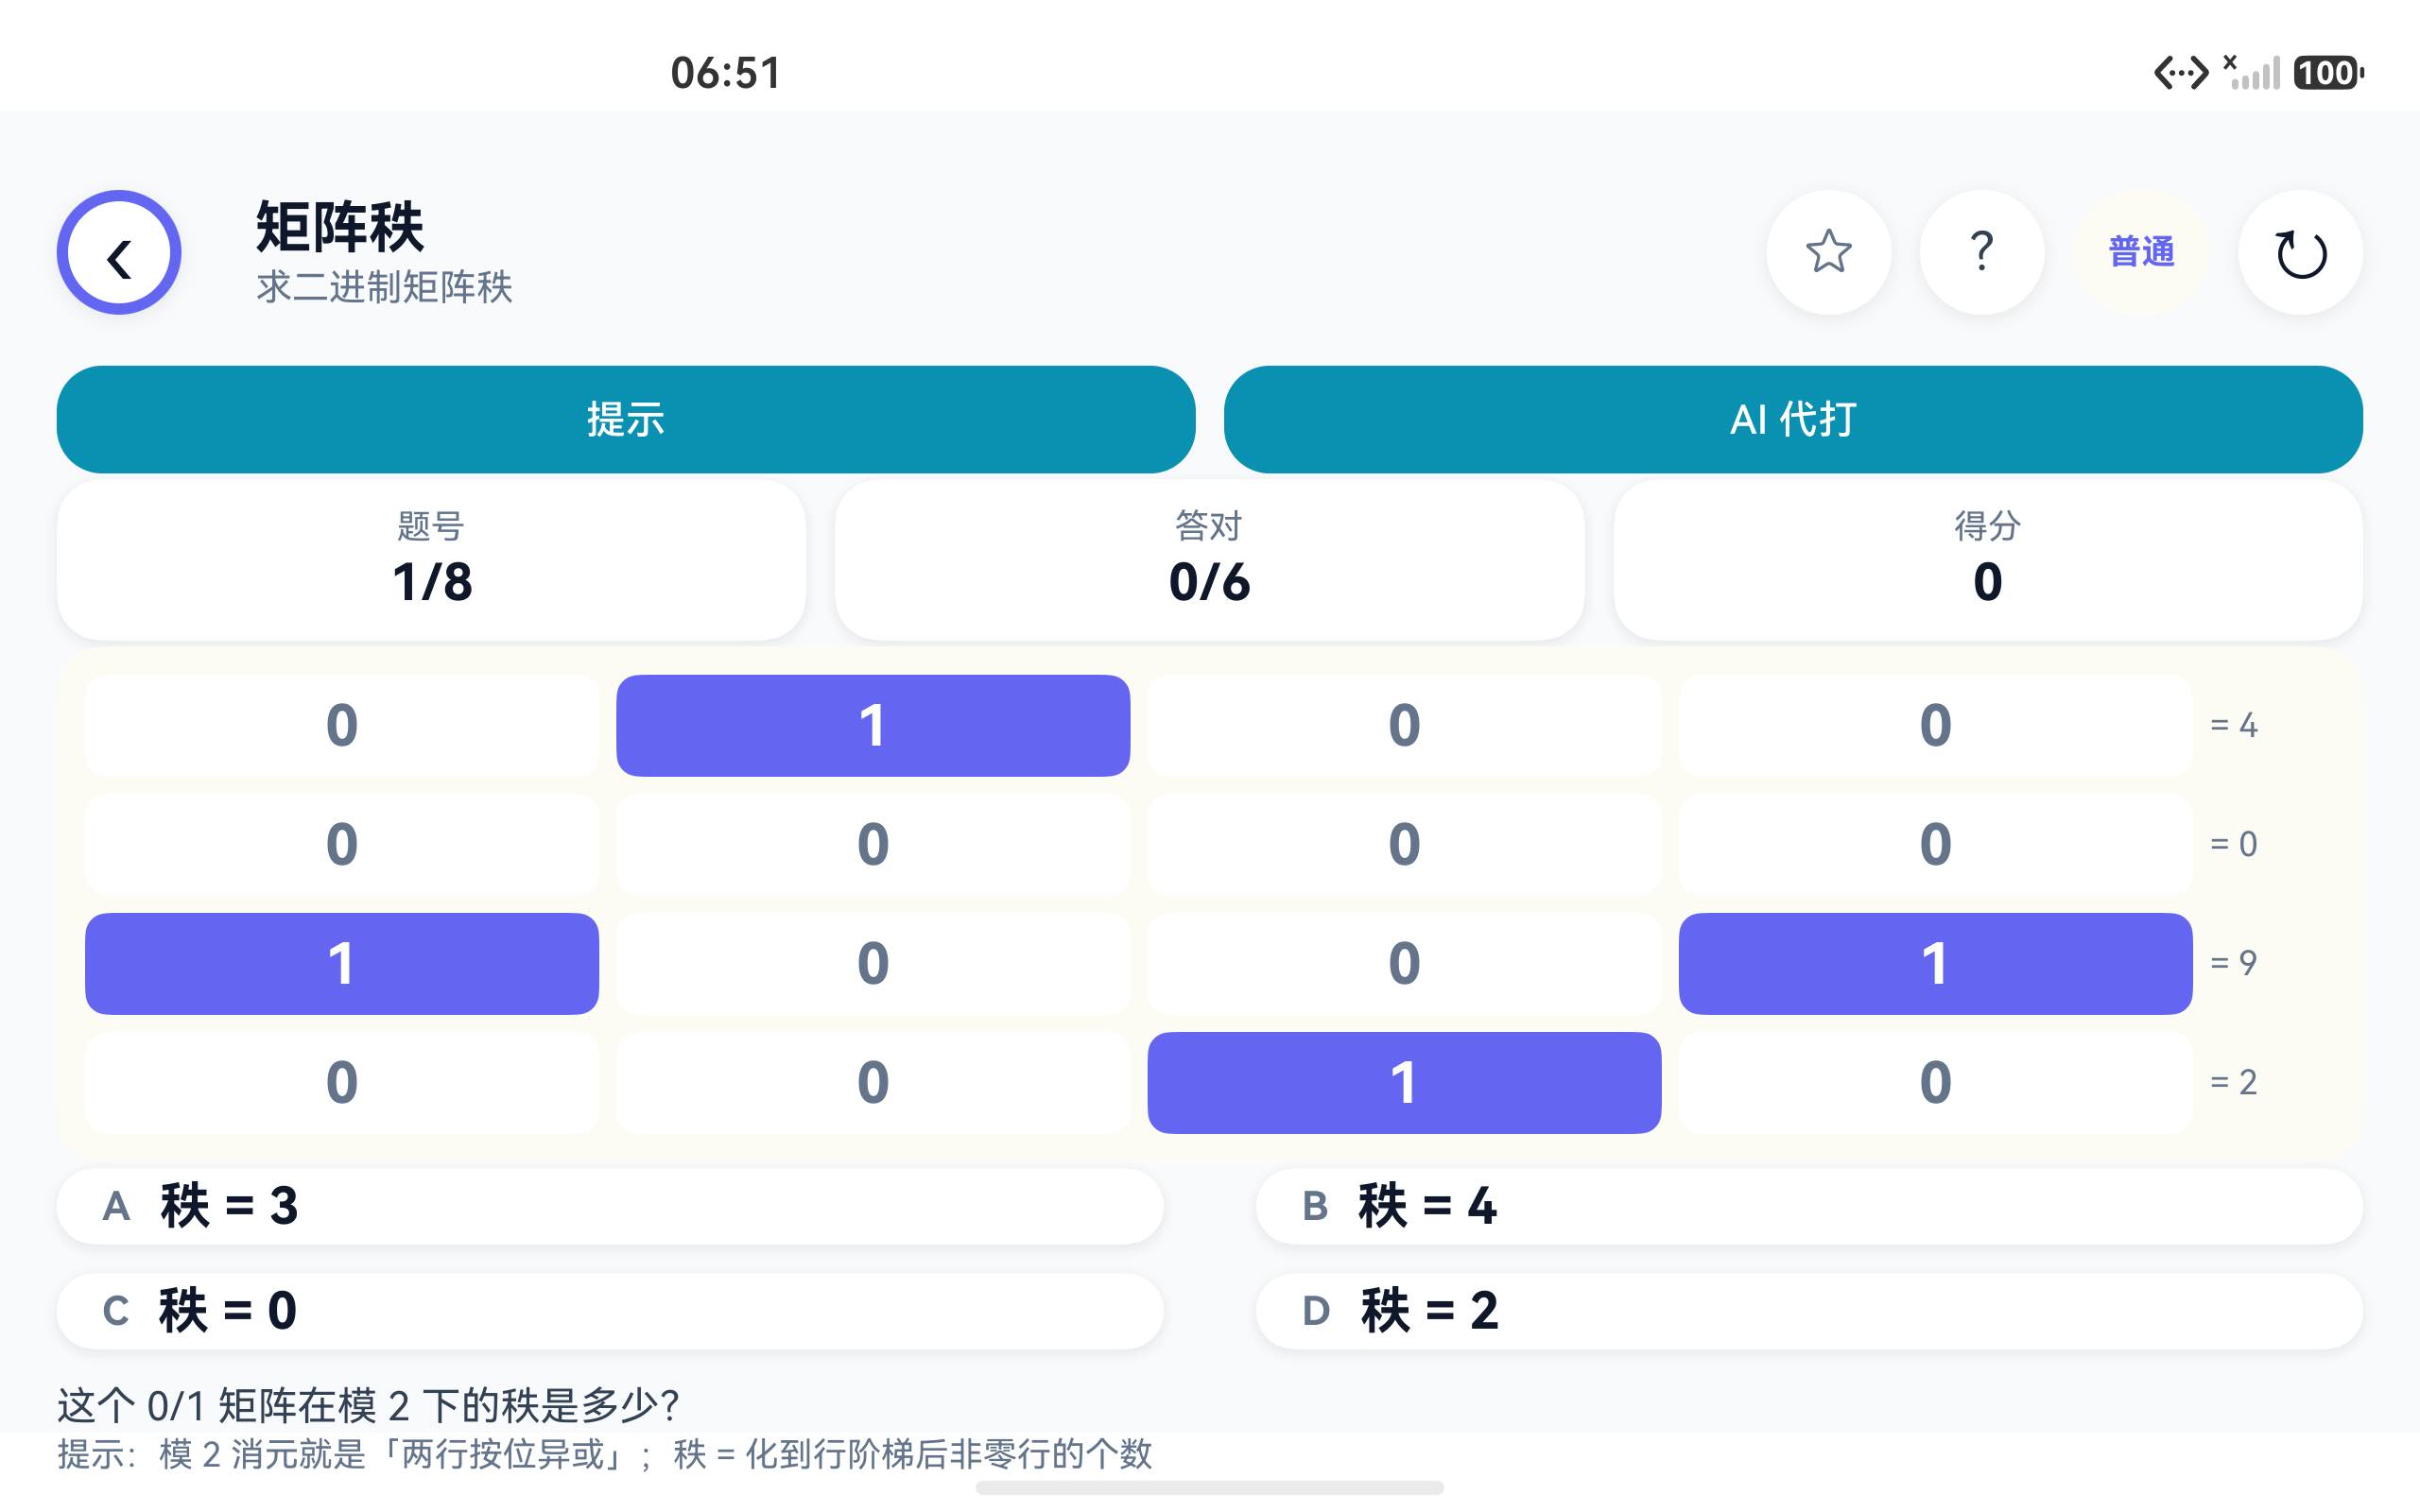 06:51
100
矩阵秩
求二进制矩阵秩
?
普通
提示
AI 代打
题号
1/8
答对
0/6
得分
0
0 1 0 0 = 4
0 0 0 0 = 0
1 0 0 1 = 9
0 0 1 0 = 2
A 秩 = 3
B 秩 = 4
C 秩 = 0
D 秩 = 2
这个 0/1 矩阵在模 2 下的秩是多少？
提示：模 2 消元就是「两行按位异或」；秩 = 化到行阶梯后非零行的个数